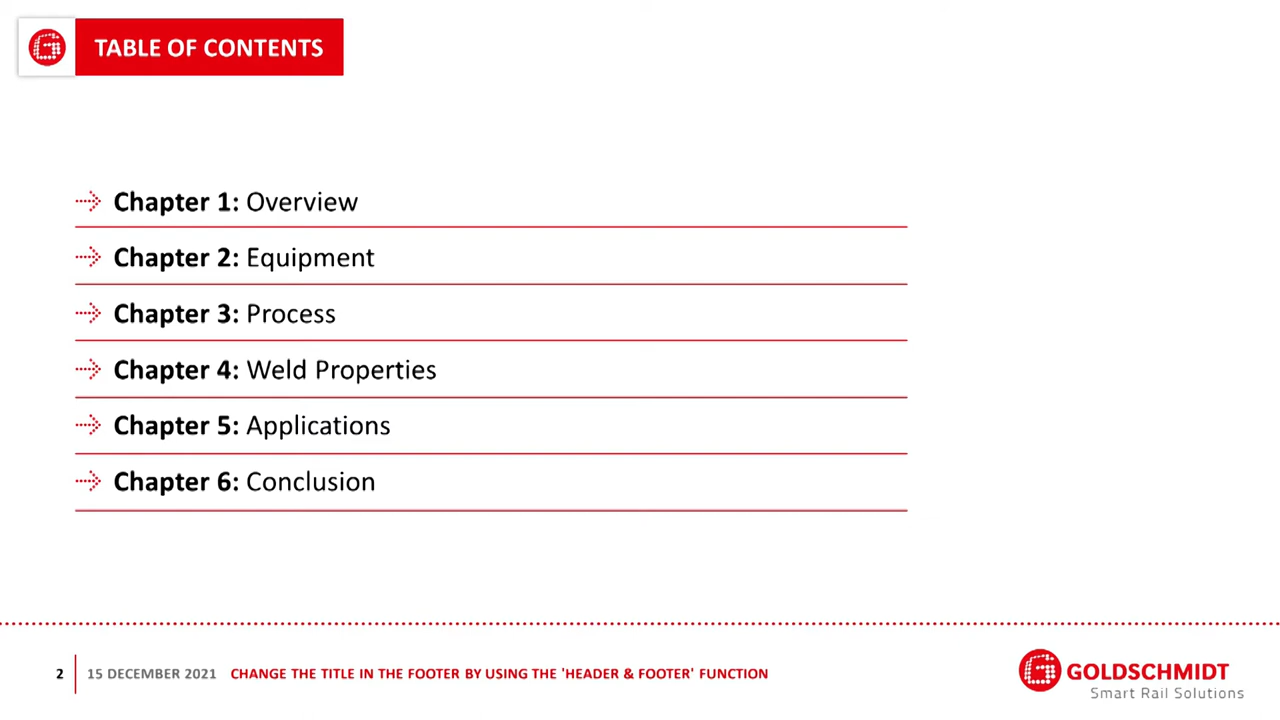 TABLE OF CONTENTS
Chapter 1: Overview
Chapter 2: Equipment
Chapter 3: Process
Chapter 4: Weld Properties
Chapter 5: Applications
Chapter 6: Conclusion
2 15 DECEMBER 2021 CHANGE THE TITLE IN THE FOOTER BY USING THE 'HEADER & FOOTER' FUNCTION
GOLDSCHMIDT
Smart Rail Solutions